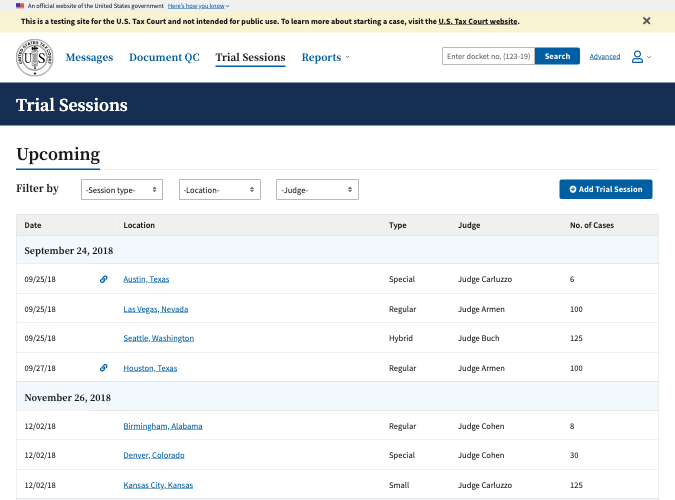 An official website of the United States government Here's how you know
This is a testing site for the U.S. Tax Court and not intended for public use. To learn more about starting a case, visit the U.S. Tax Court website.
Messages Document QC Trial Sessions Reports Enter docket no. (123-19) Search Advanced
Trial Sessions
Upcoming
Filter by -Session type- -Location- -Judge- Add Trial Session
Date Location Type Judge No. of Cases
September 24, 2018
09/25/18 Austin, Texas Special Judge Carluzzo 6
09/25/18 Las Vegas, Nevada Regular Judge Armen 100
09/25/18 Seattle, Washington Hybrid Judge Buch 125
09/27/18 Houston, Texas Regular Judge Armen 100
November 26, 2018
12/02/18 Birmingham, Alabama Regular Judge Cohen 8
12/02/18 Denver, Colorado Special Judge Cohen 30
12/02/18 Kansas City, Kansas Small Judge Carluzzo 125